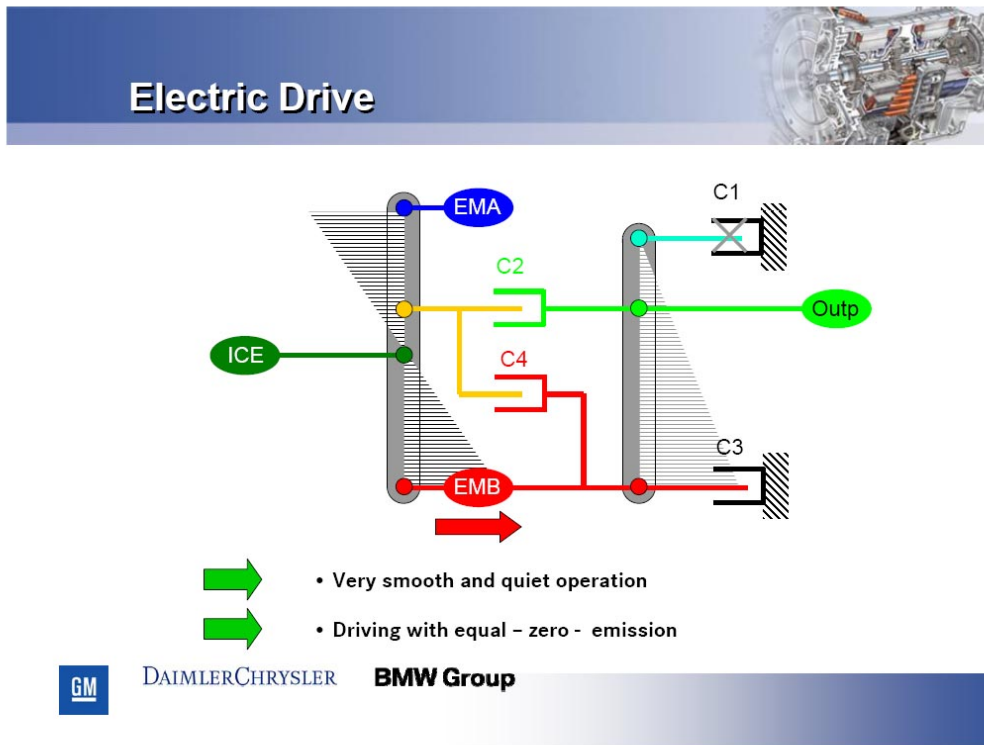 Electric Drive
EMA
C1
C2
Outp
ICE
C4
C3
EMB
• Very smooth and quiet operation
• Driving with equal – zero - emission
GM
DAIMLERCHRYSLER
BMW Group